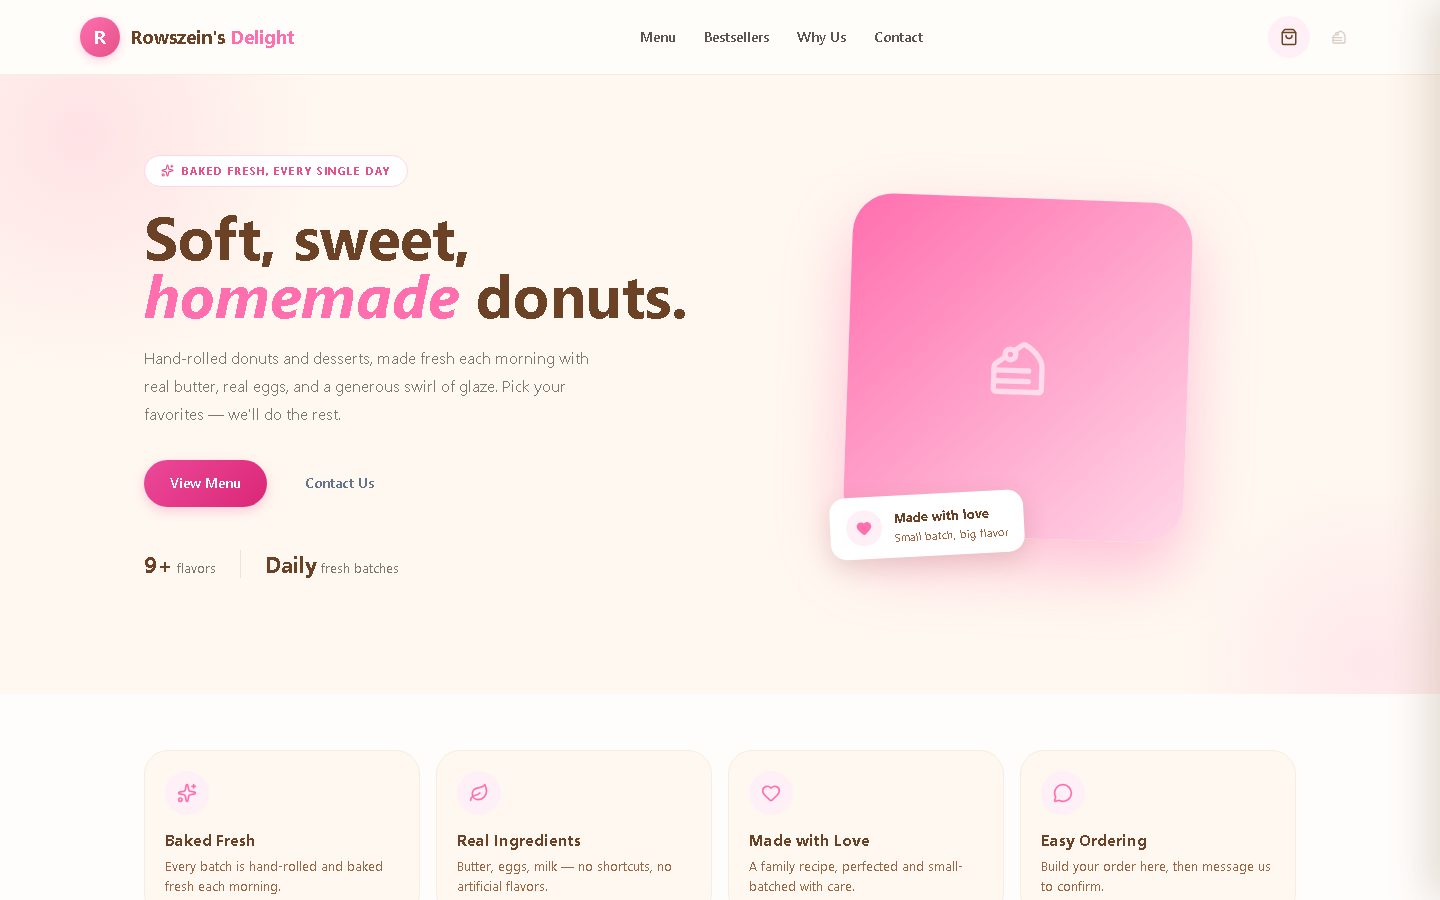 R
Rowszein's Delight
Menu
Bestsellers
Why Us
Contact
BAKED FRESH, EVERY SINGLE DAY
Soft, sweet,
homemade donuts.
Hand-rolled donuts and desserts, made fresh each morning with
real butter, real eggs, and a generous swirl of glaze. Pick your
favorites — we'll do the rest.
View Menu
Contact Us
9+ flavors
Daily fresh batches
Made with love
Small batch, big flavor
Baked Fresh
Every batch is hand-rolled and baked
fresh each morning.
Real Ingredients
Butter, eggs, milk — no shortcuts, no
artificial flavors.
Made with Love
A family recipe, perfected and small-
batched with care.
Easy Ordering
Build your order here, then message us
to confirm.